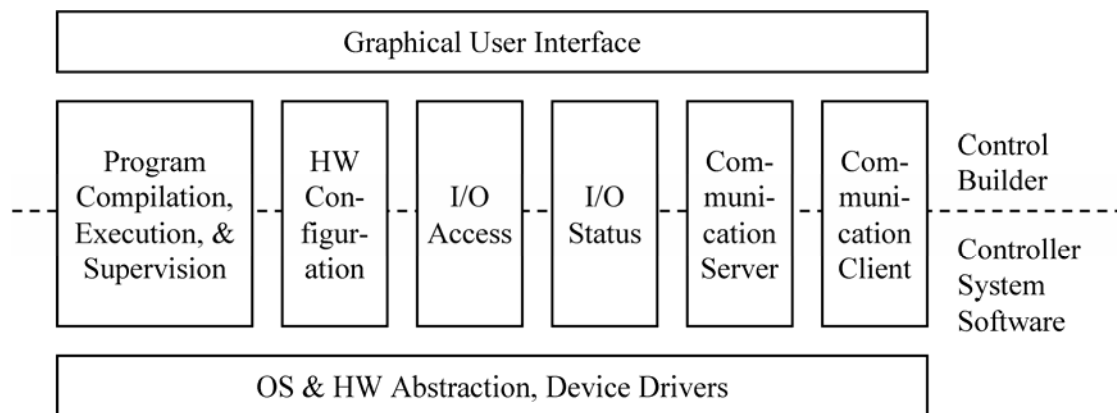 Graphical User Interface
Program
Compilation,
Execution, &
Supervision
HW
Con-
figur-
ation
I/O
Access
I/O
Status
Com-
muni-
cation
Server
Com-
muni-
cation
Client
Control
Builder
Controller
System
Software
OS & HW Abstraction, Device Drivers